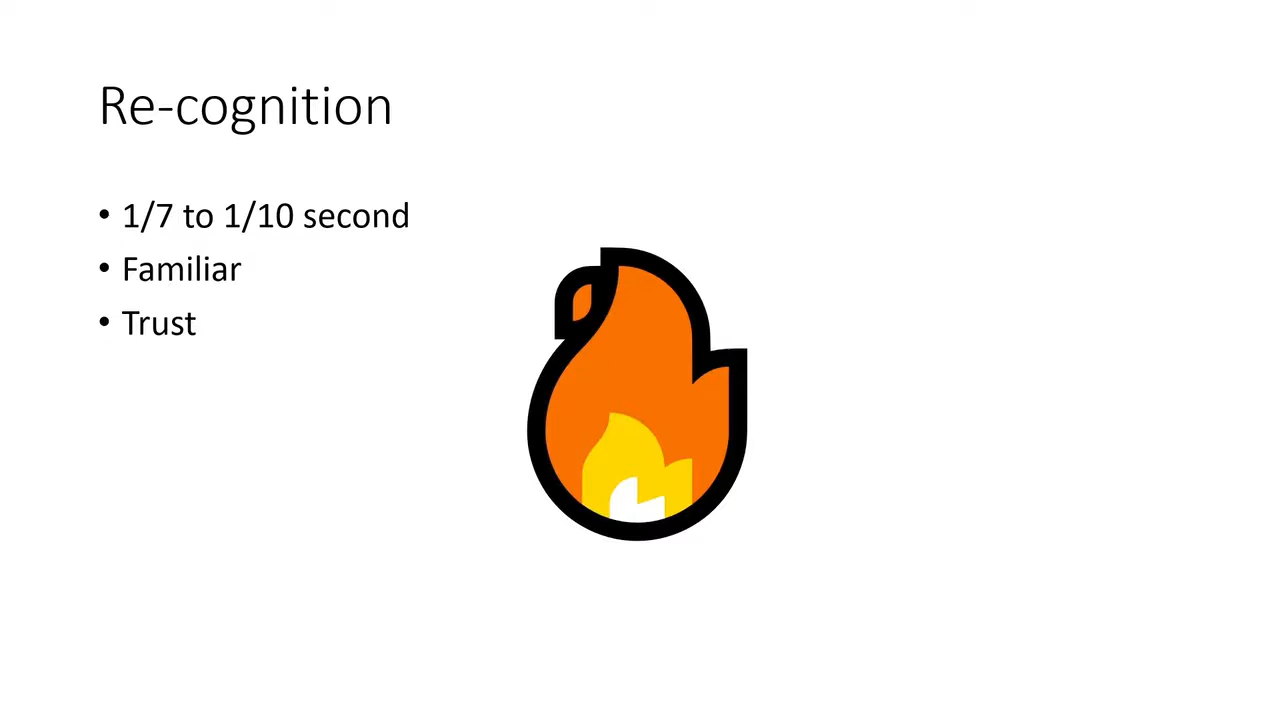 Re-cognition
• 1/7 to 1/10 second
• Familiar
• Trust